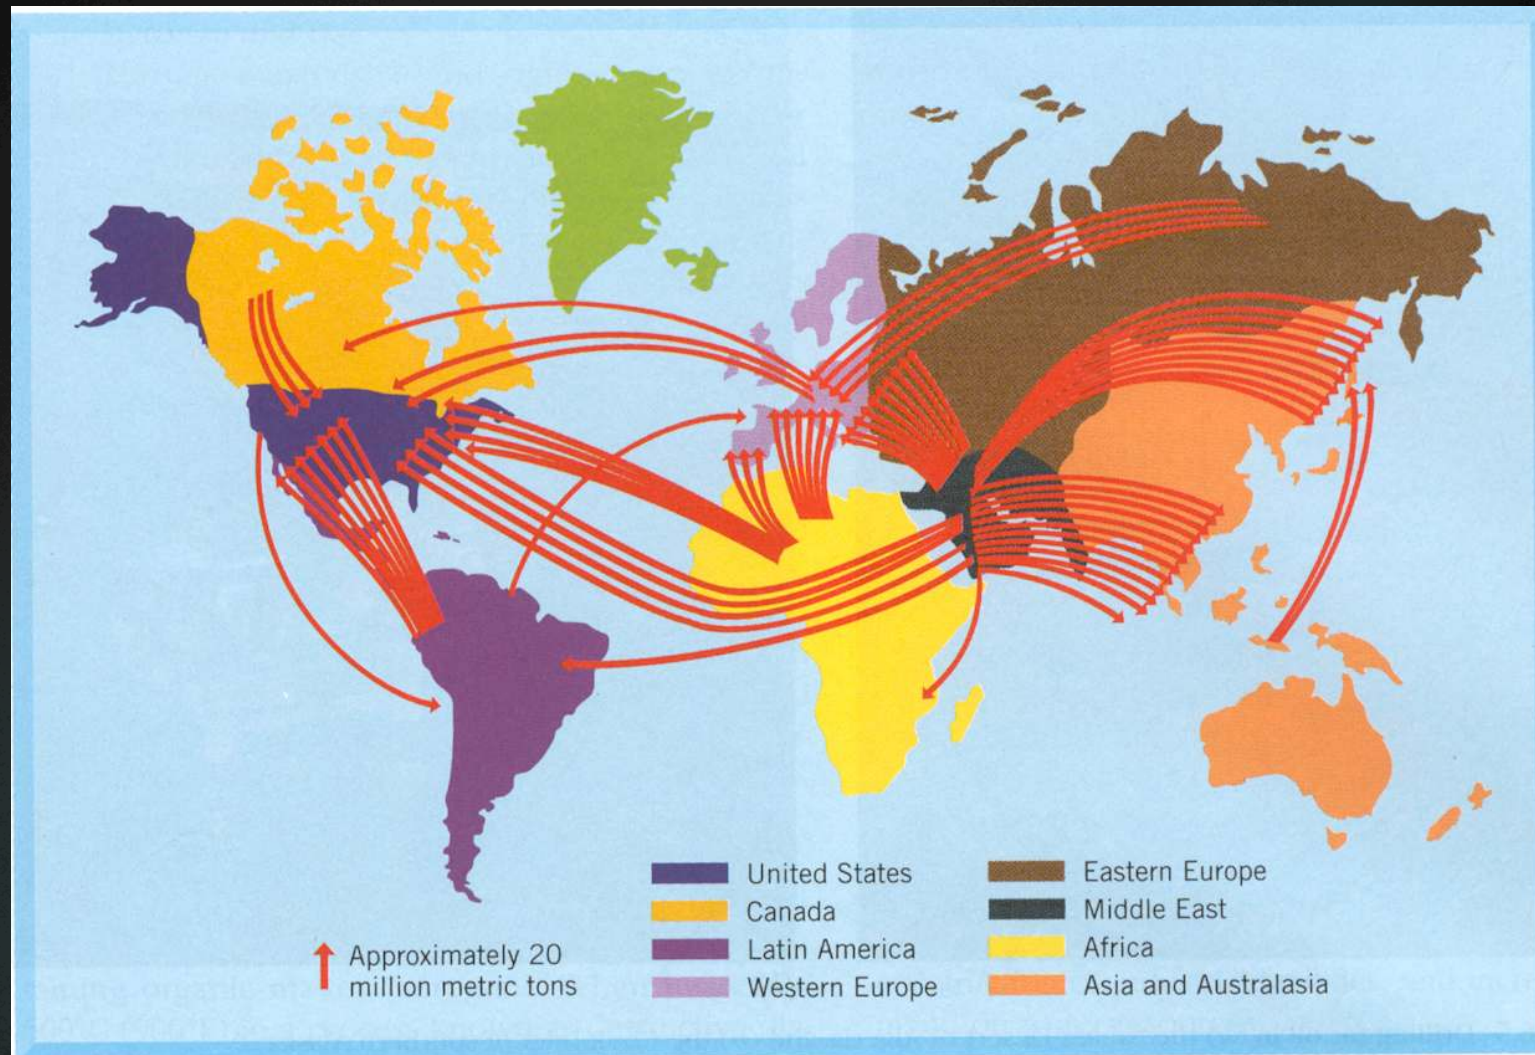 United States
Canada
Latin America
Western Europe
Eastern Europe
Middle East
Africa
Asia and Australasia
Approximately 20
million metric tons